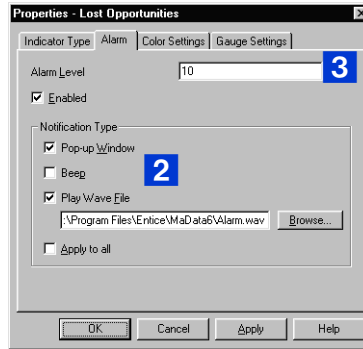 Properties - Lost Opportunities
Indicator Type Alarm Color Settings Gauge Settings
Alarm Level 10 3
Enabled
Notification Type
Pop-up Window
Beep 2
Play Wave File
:\Program Files\Entice\MaData6\Alarm.wav Browse...
Apply to all
OK Cancel Apply Help